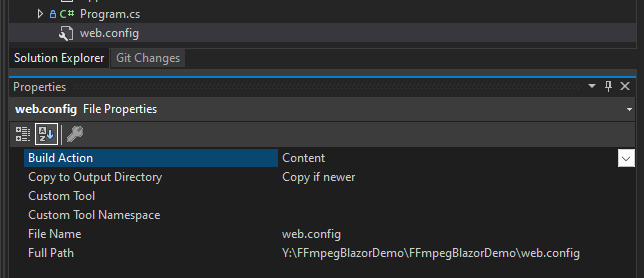 C# Program.cs
web.config
Solution Explorer Git Changes
Properties
web.config File Properties
Build Action Content
Copy to Output Directory Copy if newer
Custom Tool
Custom Tool Namespace
File Name web.config
Full Path Y:\FFmpegBlazorDemo\FFmpegBlazorDemo\web.config